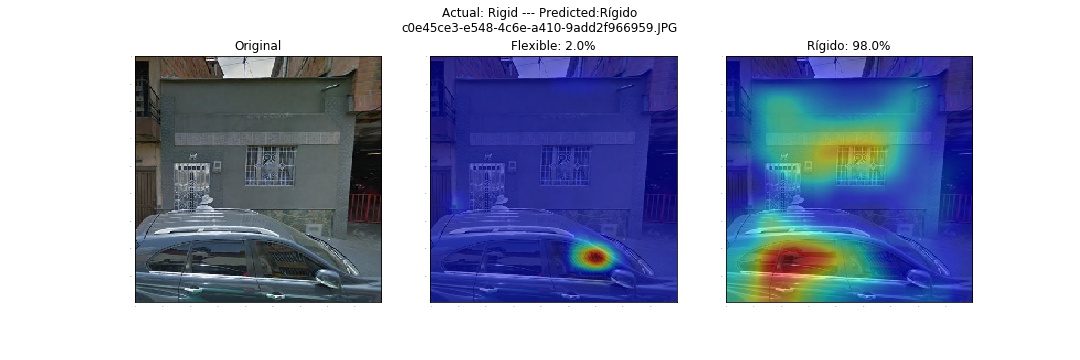 Actual: Rigid --- Predicted:Rígido
c0e45ce3-e548-4c6e-a410-9add2f966959.JPG
Original
Flexible: 2.0%
Rígido: 98.0%